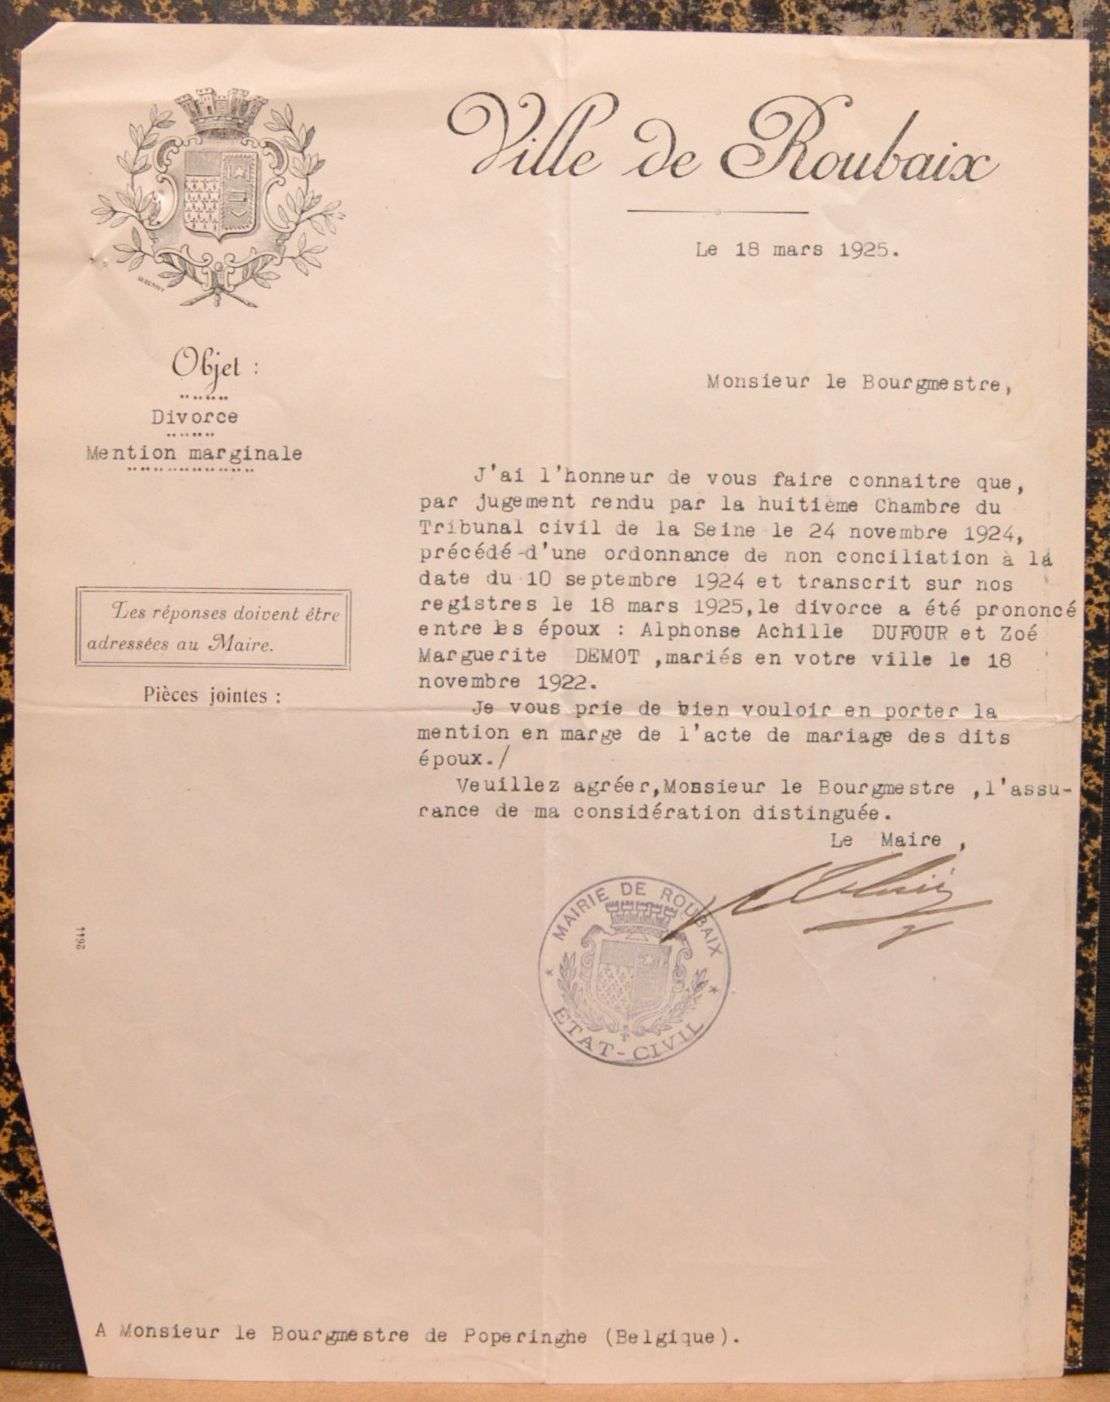 Ville de Roubaix
Le 18 mars 1925.
Objet :
Divorce
Mention marginale
Les réponses doivent être
adressées au Maire.
Pièces jointes :
Monsieur le Bourgmestre,
J'ai l'honneur de vous faire connaitre que,
par jugement rendu par la huitième Chambre du
Tribunal civil de la Seine le 24 novembre 1924,
précédé d'une ordonnance de non conciliation à la
date du 10 septembre 1924 et transcrit sur nos
registres le 18 mars 1925,le divorce a été prononcé
entre les époux : Alphonse Achille DUFOUR et Zoé
Marguerite DEMOT ,mariés en votre ville le 18
novembre 1922.
Je vous prie de bien vouloir en porter la
mention en marge de l'acte de mariage des dits
époux./
Veuillez agréer,Monsieur le Bourgmestre ,l'assu-
rance de ma considération distinguée.
Le Maire ,
MAIRIE DE ROUBAIX
ETAT-CIVIL
2644
A Monsieur le Bourgmestre de Poperinghe (Belgique).